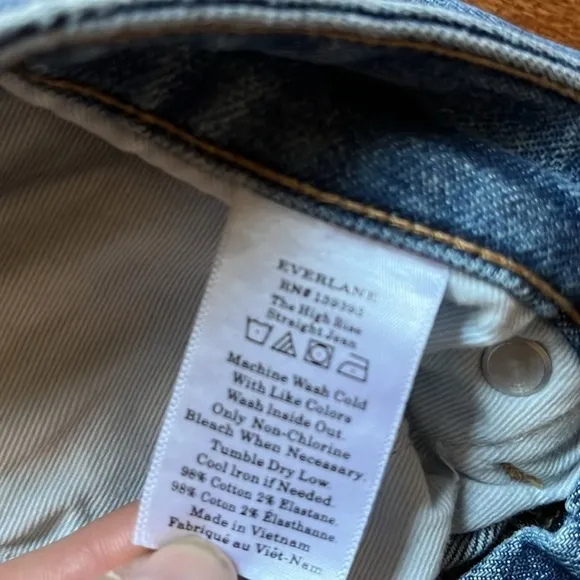 EVERLANE
RN# 139393
The High Rise
Straight Jean
Machine Wash Cold
With Like Colors
Wash Inside Out.
Only Non-Chlorine
Bleach When Necessary.
Tumble Dry Low.
Cool Iron if Needed.
98% Cotton 2% Elastane.
98% Coton 2% Élasthanne.
Made in Vietnam
Fabriqué au Viêt-Nam